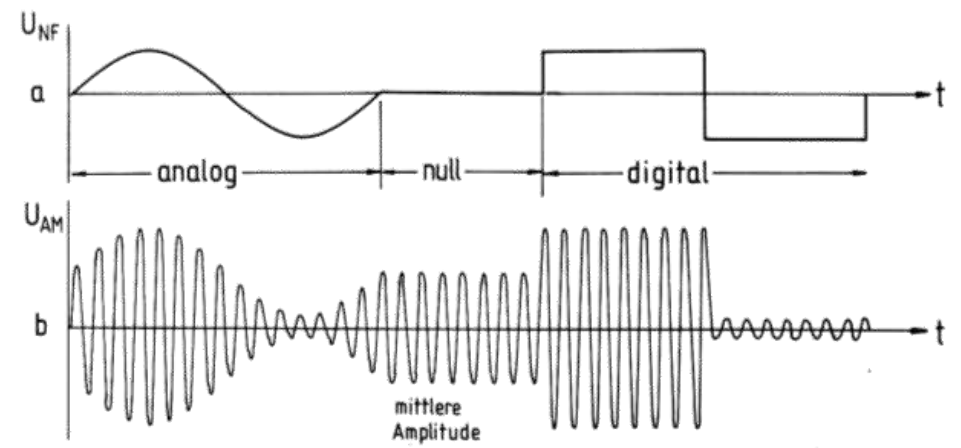 U_NF
a
t
analog
null
digital
U_AM
b
t
mittlere
Amplitude